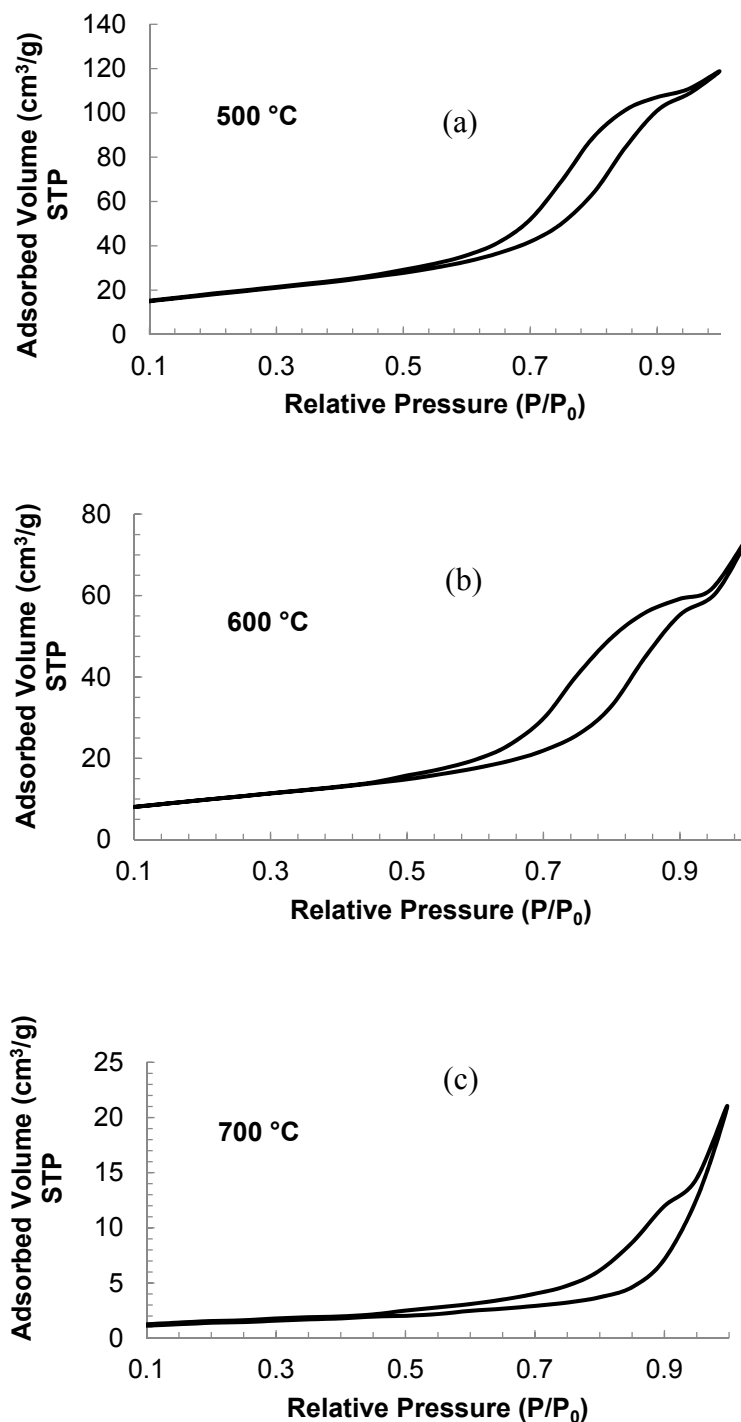 140
120
100
80
60
40
20
0
Adsorbed Volume (cm³/g)
STP
500 °C
(a)
0.1 0.3 0.5 0.7 0.9
Relative Pressure (P/P₀)
80
60
40
20
0
Adsorbed Volume (cm³/g)
STP
600 °C
(b)
0.1 0.3 0.5 0.7 0.9
Relative Pressure (P/P₀)
25
20
15
10
5
0
Adsorbed Volume (cm³/g)
STP
700 °C
(c)
0.1 0.3 0.5 0.7 0.9
Relative Pressure (P/P₀)